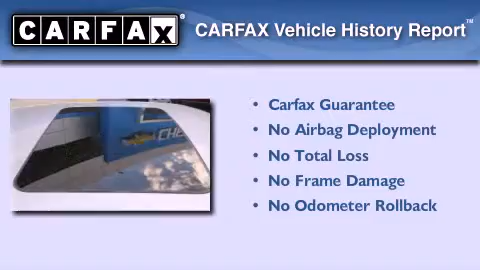 CARFAX®
CARFAX Vehicle History Report™
• Carfax Guarantee
• No Airbag Deployment
• No Total Loss
• No Frame Damage
• No Odometer Rollback
CHE